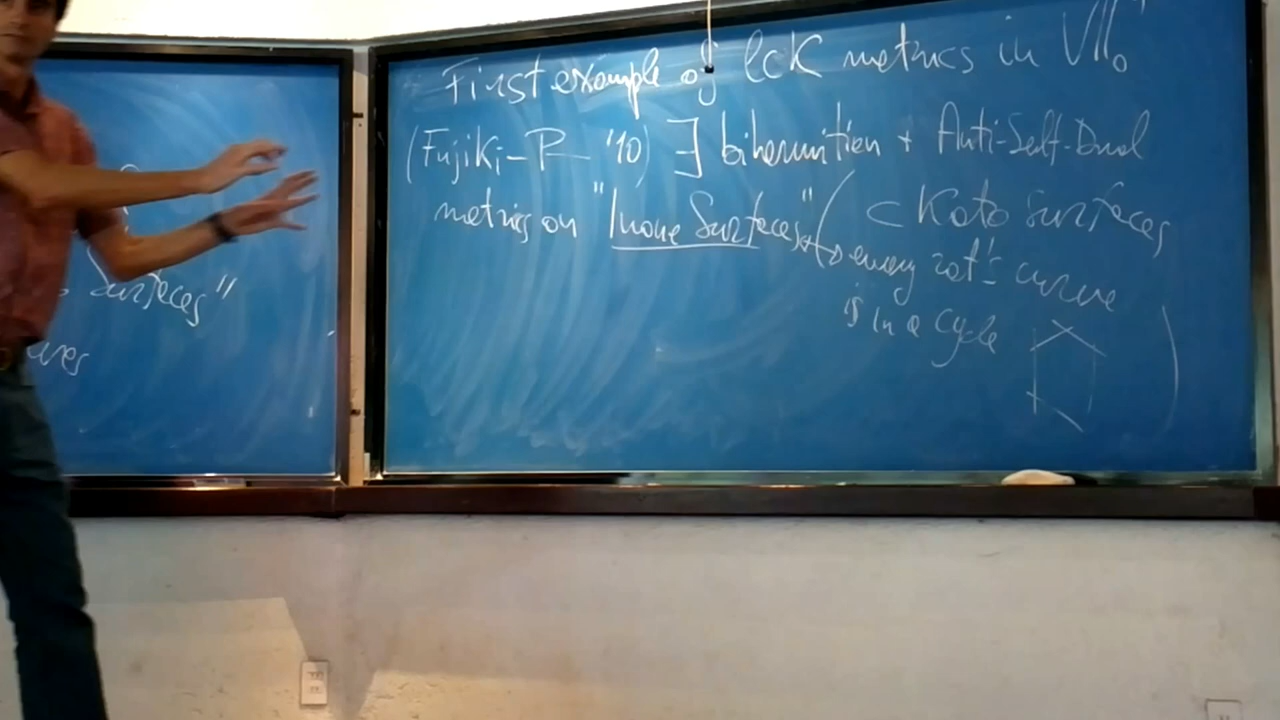 Surfaces"
First example of lcK metrics in VII₀⁺
(Fujiki–P– '10) ∃ bihermitian + Anti-Self-Dual
metrics on "Inoue Surfaces" ( ⊂ Kato surfaces
every rat'l curve
is in a cycle )